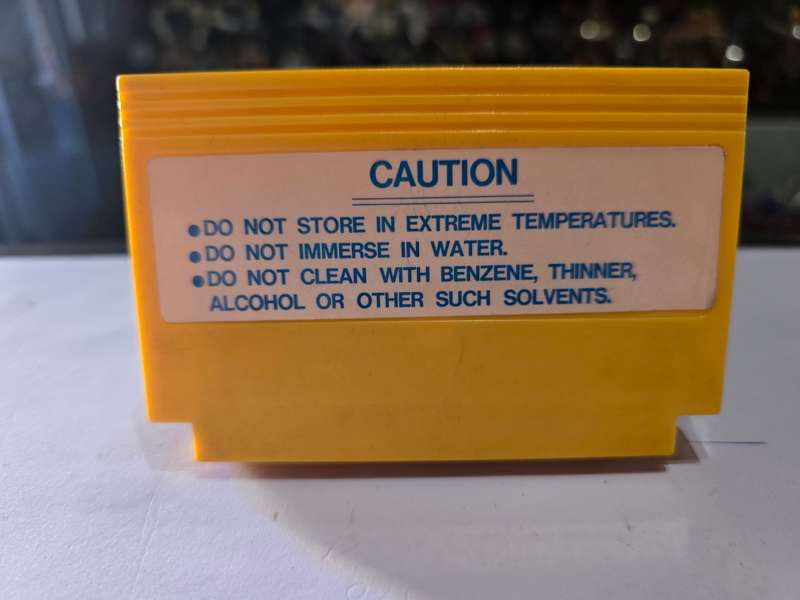 CAUTION
●DO NOT STORE IN EXTREME TEMPERATURES.
●DO NOT IMMERSE IN WATER.
●DO NOT CLEAN WITH BENZENE, THINNER,
ALCOHOL OR OTHER SUCH SOLVENTS.